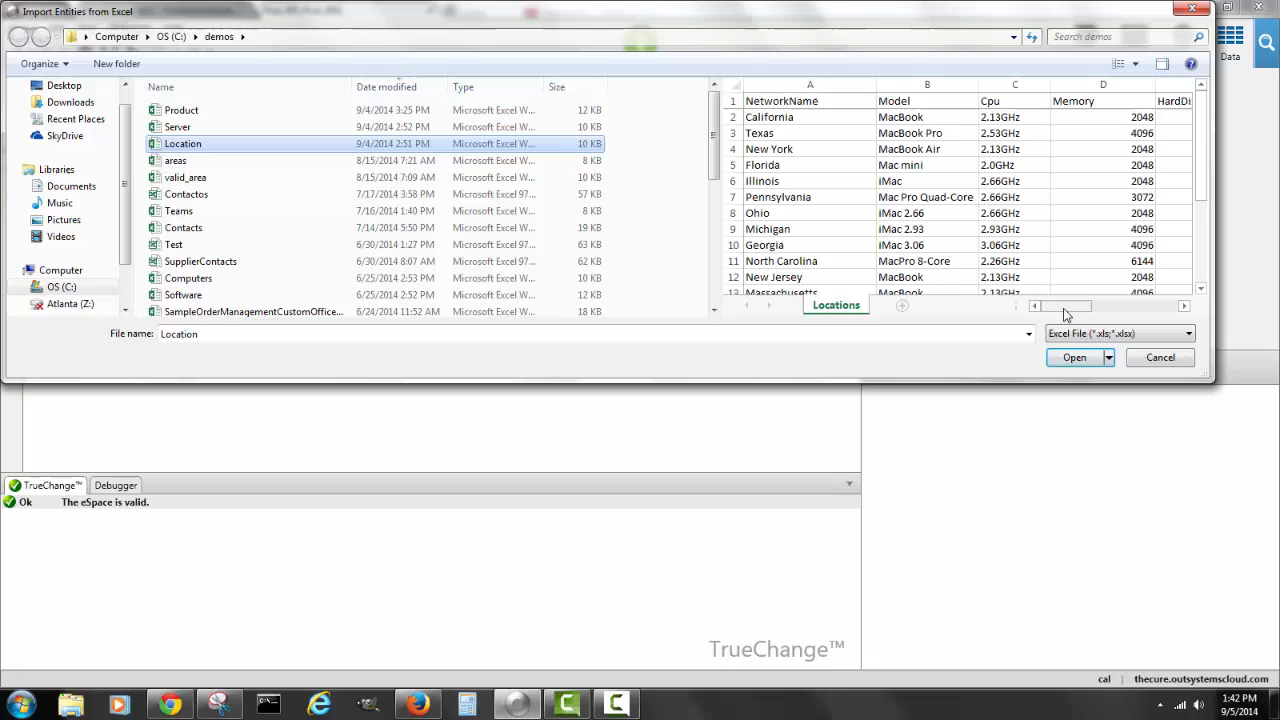 Import Entities from Excel
Computer OS (C:) demos
Search demos
Organize
New folder
Desktop
Downloads
Recent Places
SkyDrive
Libraries
Documents
Music
Pictures
Videos
Computer
OS (C:)
Atlanta (Z:)
Name Date modified Type Size
Product 9/4/2014 3:25 PM Microsoft Excel W... 12 KB
Server 9/4/2014 2:52 PM Microsoft Excel W... 10 KB
Location 9/4/2014 2:51 PM Microsoft Excel W... 10 KB
areas 8/15/2014 7:21 AM Microsoft Excel W... 8 KB
valid_area 8/15/2014 7:09 AM Microsoft Excel W... 10 KB
Contactos 7/17/2014 3:58 PM Microsoft Excel 97... 57 KB
Teams 7/16/2014 1:40 PM Microsoft Excel W... 8 KB
Contacts 7/14/2014 5:50 PM Microsoft Excel W... 19 KB
Test 6/30/2014 1:27 PM Microsoft Excel 97... 63 KB
SupplierContacts 6/30/2014 8:07 AM Microsoft Excel 97... 62 KB
Computers 6/25/2014 2:53 PM Microsoft Excel W... 10 KB
Software 6/25/2014 2:52 PM Microsoft Excel W... 12 KB
SampleOrderManagementCustomOffice... 6/24/2014 11:52 AM Microsoft Excel W... 18 KB
A B C D
1 NetworkName Model Cpu Memory HardDi
2 California MacBook 2.13GHz 2048
3 Texas MacBook Pro 2.53GHz 4096
4 New York MacBook Air 2.13GHz 2048
5 Florida Mac mini 2.0GHz 2048
6 Illinois iMac 2.66GHz 2048
7 Pennsylvania Mac Pro Quad-Core 2.66GHz 3072
8 Ohio iMac 2.66 2.66GHz 2048
9 Michigan iMac 2.93 2.93GHz 4096
10 Georgia iMac 3.06 3.06GHz 4096
11 North Carolina MacPro 8-Core 2.26GHz 6144
12 New Jersey MacBook 2.13GHz 2048
13 Massachusetts MacBook 2.13GHz 4096
Locations
File name: Location
Excel File (*.xls;*.xlsx)
Open
Cancel
Data
TrueChange™ Debugger
Ok The eSpace is valid.
TrueChange™
cal thecure.outsystemscloud.com
1:42 PM
9/5/2014